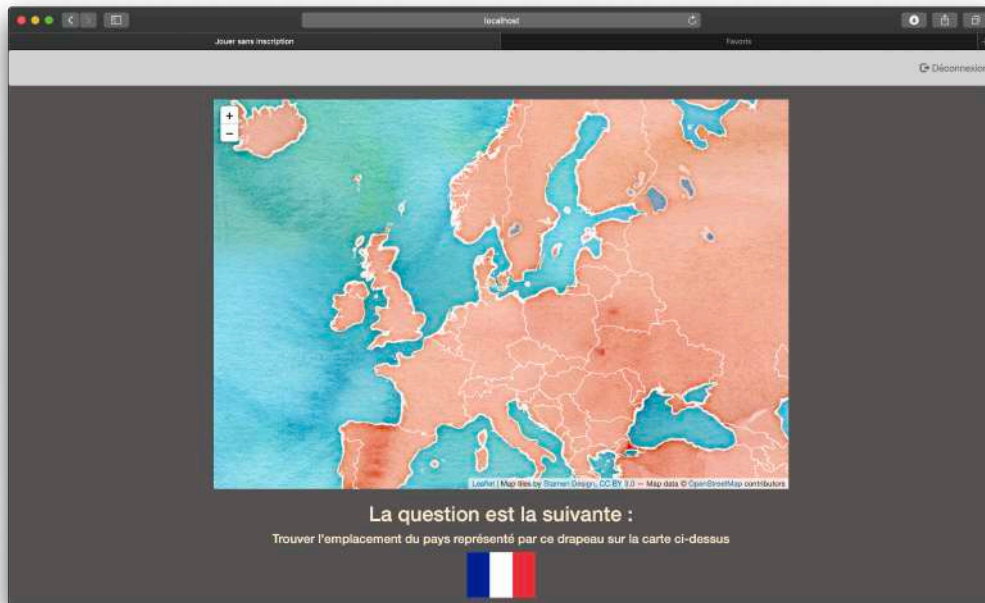 localhost
Jouer sans inscription
Favoris
Déconnexion
+
−
Leaflet | Map tiles by Stamen Design, CC BY 3.0 — Map data © OpenStreetMap contributors
La question est la suivante :
Trouver l'emplacement du pays représenté par ce drapeau sur la carte ci-dessus